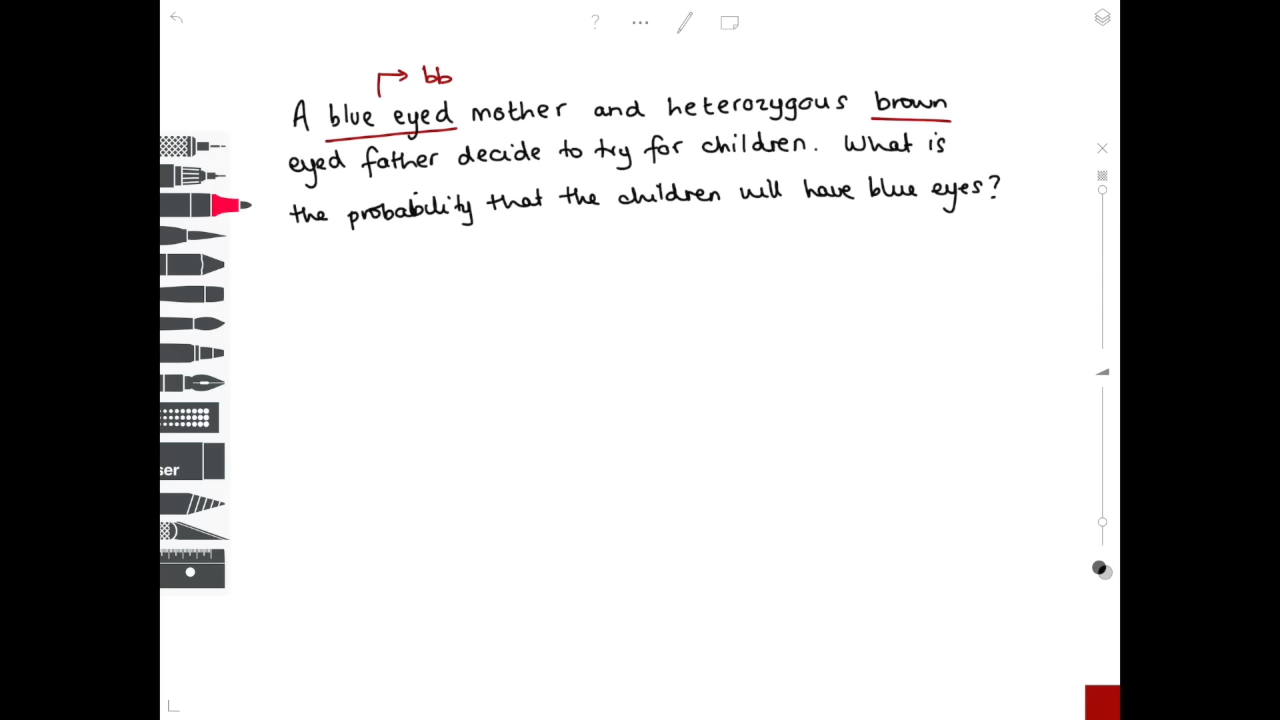 bb
A blue eyed mother and heterozygous brown
eyed father decide to try for children. What is
the probability that the children will have blue eyes?
ser